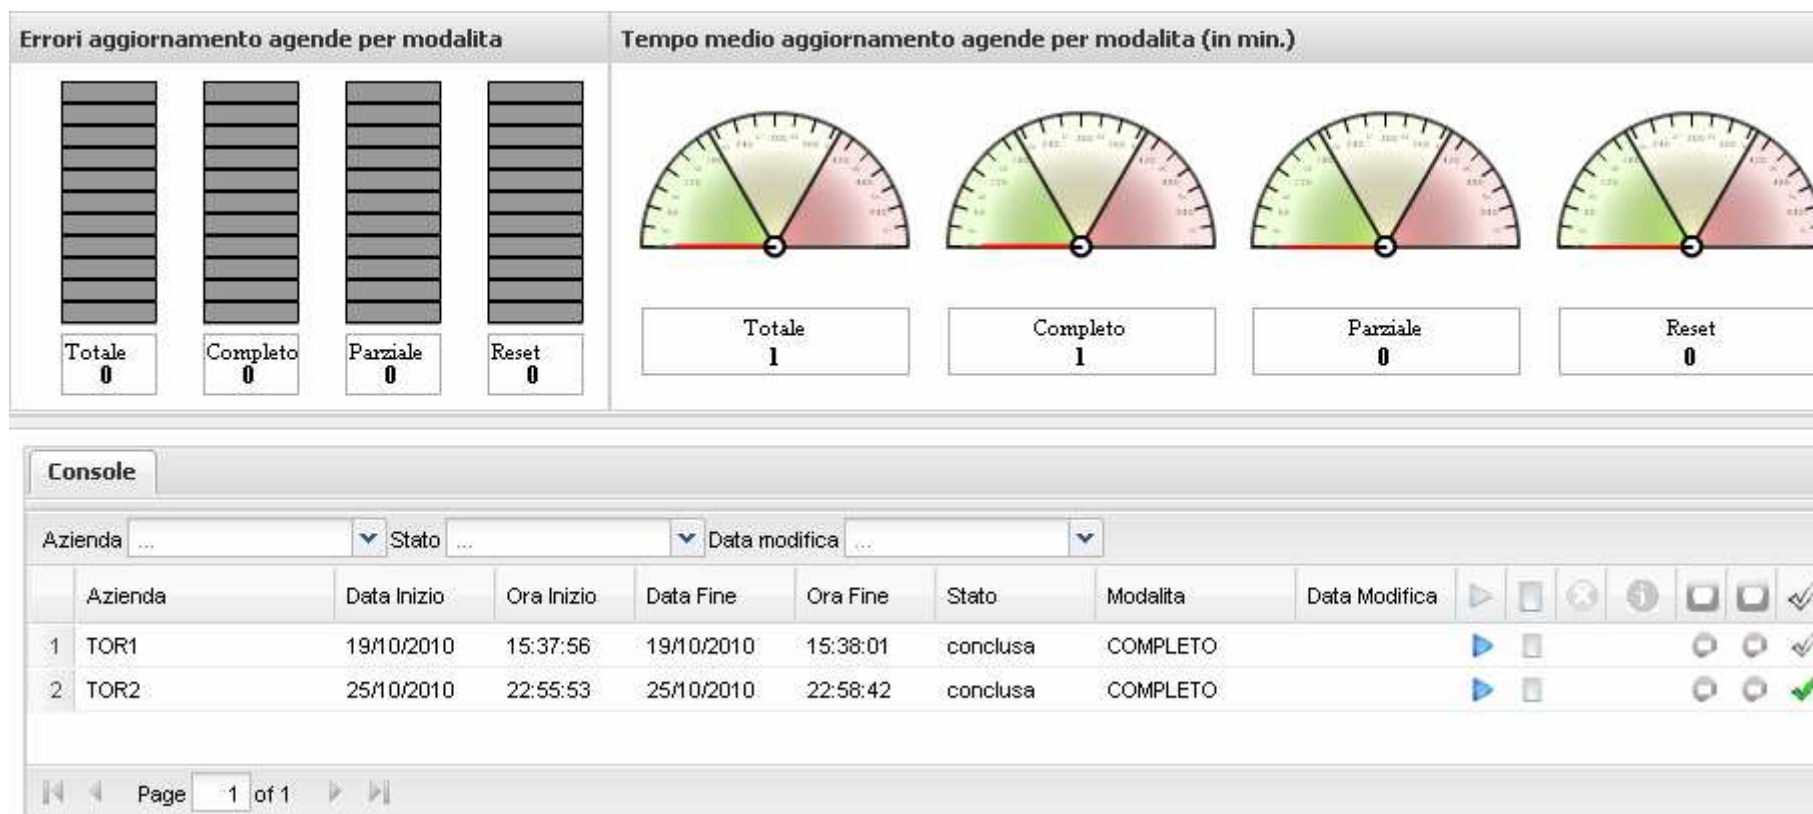 Errori aggiornamento agende per modalita
Tempo medio aggiornamento agende per modalita (in min.)
Totale
0
Completo
0
Parziale
0
Reset
0
Totale
1
Completo
1
Parziale
0
Reset
0
Console
Azienda ... Stato ... Data modifica ...
Azienda Data Inizio Ora Inizio Data Fine Ora Fine Stato Modalita Data Modifica
1 TOR1 19/10/2010 15:37:56 19/10/2010 15:38:01 conclusa COMPLETO
2 TOR2 25/10/2010 22:55:53 25/10/2010 22:58:42 conclusa COMPLETO
Page 1 of 1